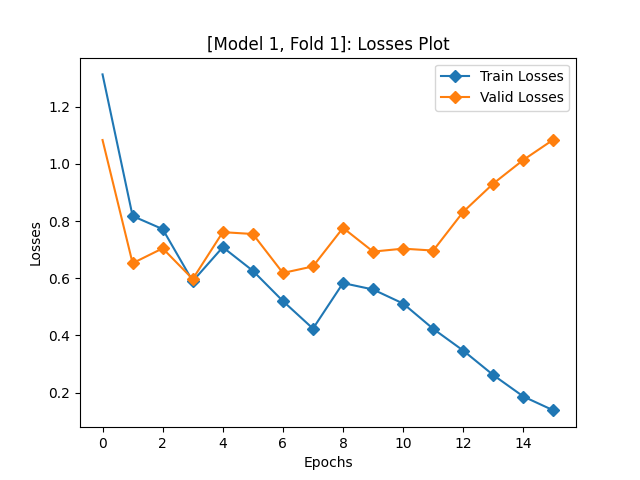 [Model 1, Fold 1]: Losses Plot
Train Losses
Valid Losses
1.2
1.0
0.8
0.6
0.4
0.2
Losses
0 2 4 6 8 10 12 14
Epochs